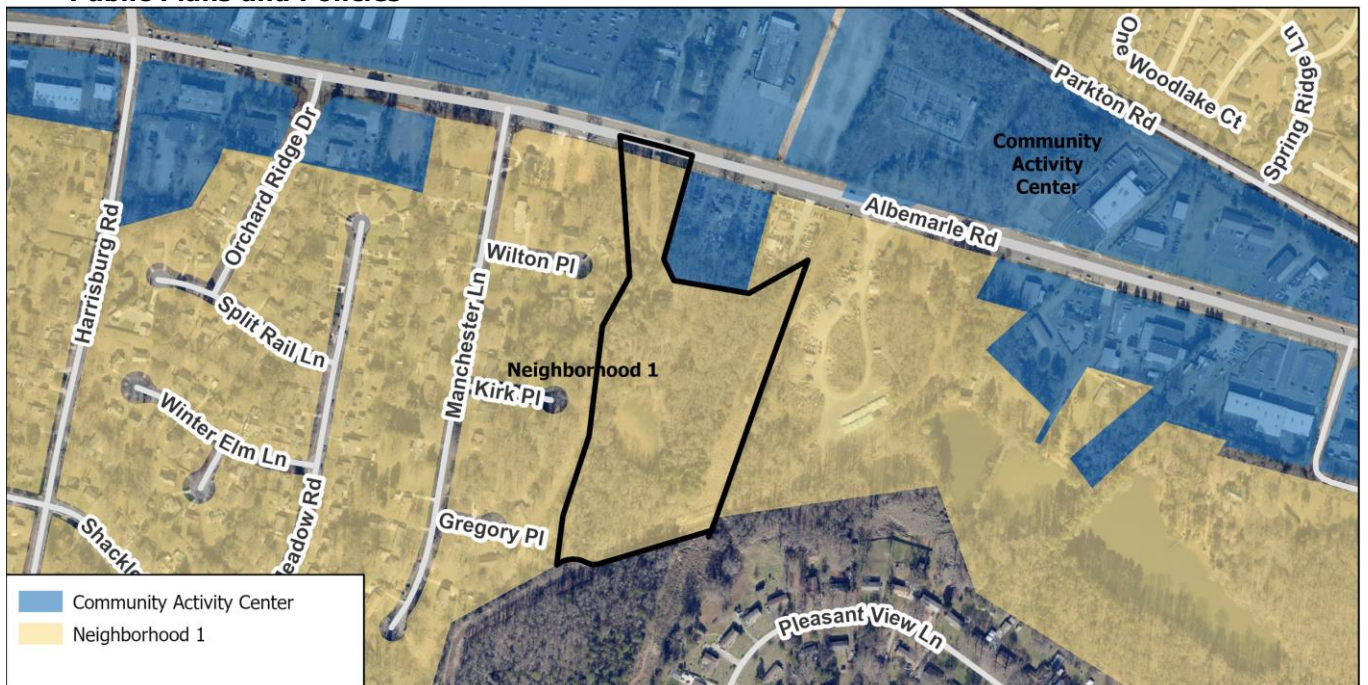 Public Plans and Policies
One Woodlake Ct
Spring Ridge Ln
Parkton Rd
Community
Activity
Center
Orchard Ridge Dr
Harrisburg Rd
Albemarle Rd
Wilton Pl
Manchester Ln
Split Rail Ln
Neighborhood 1
Kirk Pl
Winter Elm Ln
Gregory Pl
Shackle
eadow Rd
Pleasant View Ln
Community Activity Center
Neighborhood 1